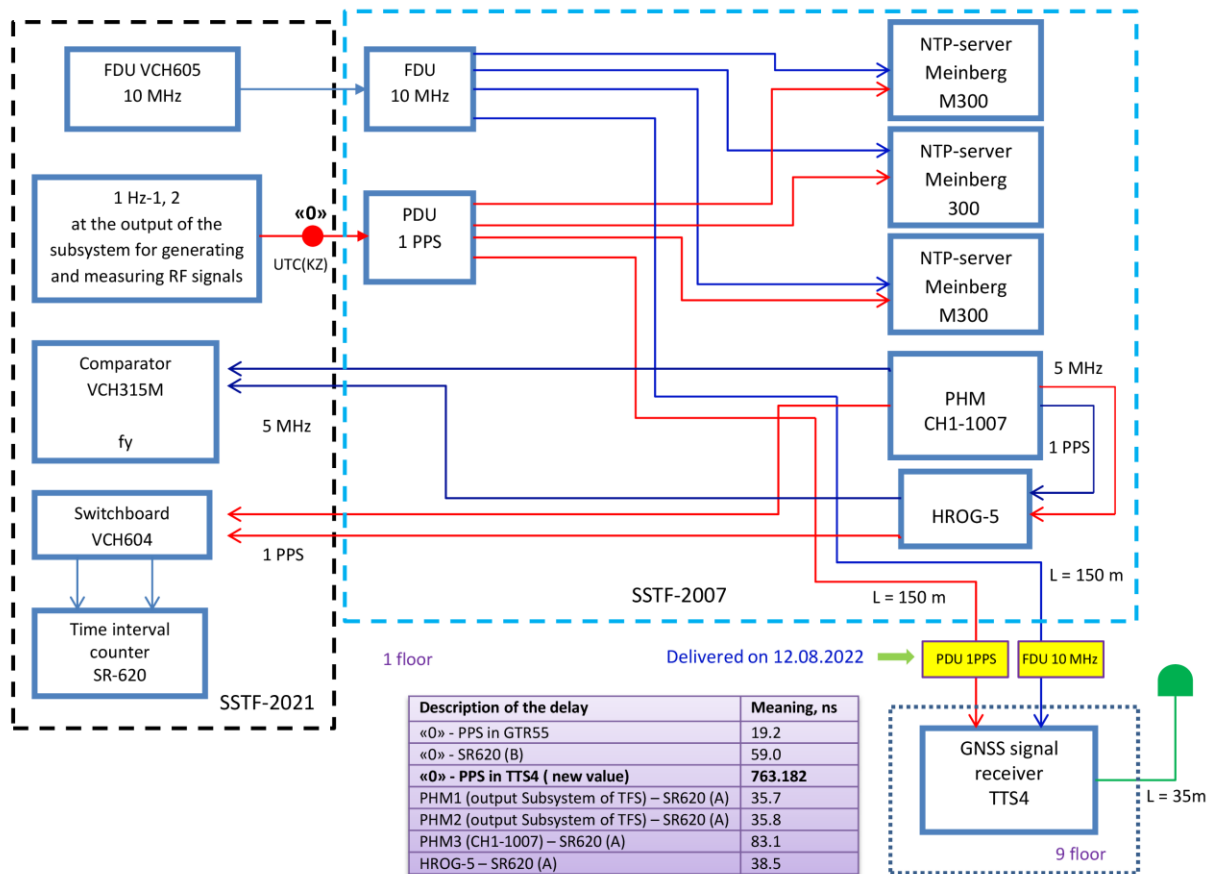 FDU VCH605
10 MHz
1 Hz-1, 2
at the output of the
subsystem for generating
and measuring RF signals
«0»
UTC(KZ)
Comparator
VCH315M
fy
5 MHz
Switchboard
VCH604
1 PPS
Time interval
counter
SR-620
SSTF-2021
FDU
10 MHz
PDU
1 PPS
NTP-server
Meinberg
M300
NTP-server
Meinberg
300
NTP-server
Meinberg
M300
PHM
CH1-1007
5 MHz
1 PPS
HROG-5
SSTF-2007
L = 150 m
L = 150 m
1 floor
Delivered on 12.08.2022
PDU 1PPS
FDU 10 MHz
GNSS signal
receiver
TTS4
L = 35m
9 floor
Description of the delay Meaning, ns
«0» - PPS in GTR55 19.2
«0» - SR620 (B) 59.0
«0» - PPS in TTS4 ( new value) 763.182
PHM1 (output Subsystem of TFS) – SR620 (A) 35.7
PHM2 (output Subsystem of TFS) – SR620 (A) 35.8
PHM3 (CH1-1007) – SR620 (A) 83.1
HROG-5 – SR620 (A) 38.5